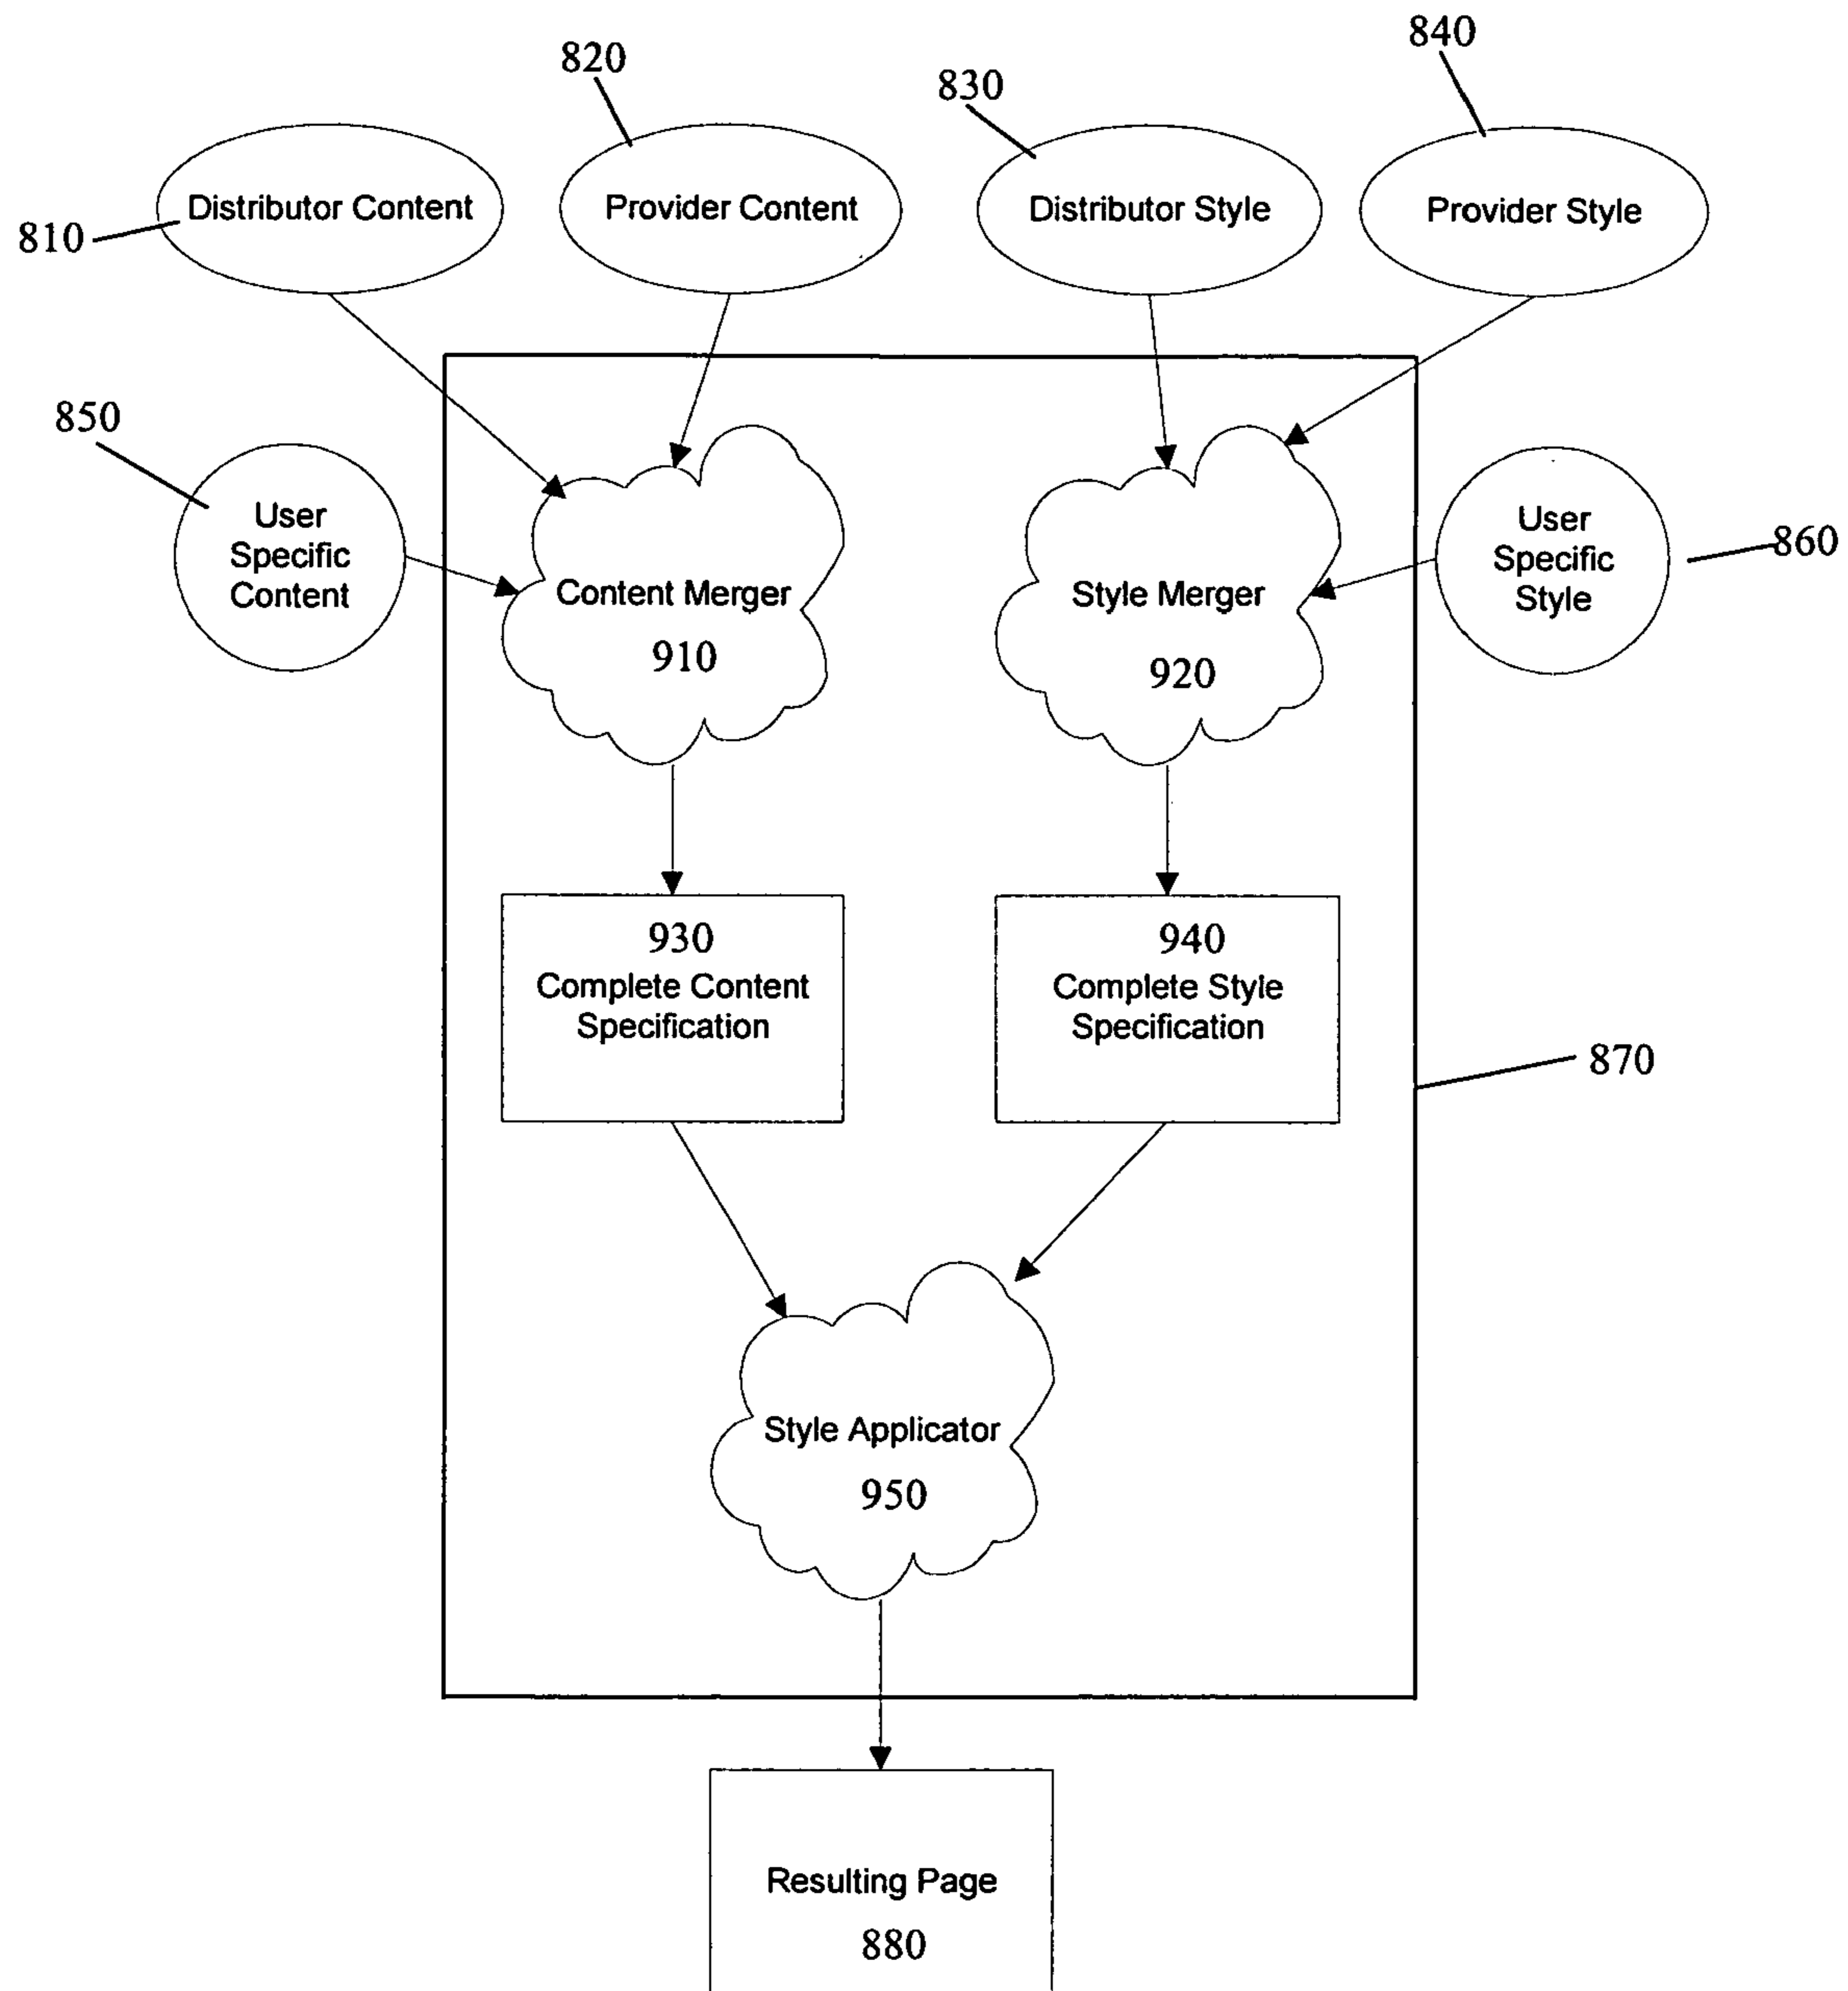 840
820
830
Distributor Content
Provider Content
Distributor Style
Provider Style
810
850
User
Specific
Content
Content Merger
910
Style Merger
920
User
Specific
Style
860
930
Complete Content
Specification
940
Complete Style
Specification
870
Style Applicator
950
Resulting Page
880